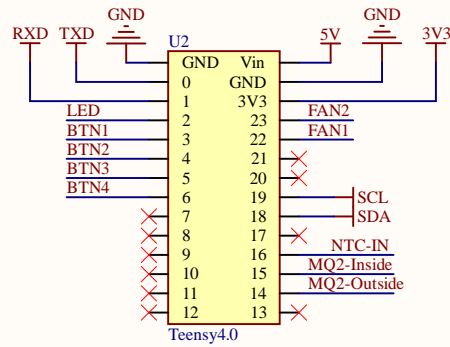 GND GND
RXD TXD 5V 3V3
U2
GND Vin
0 GND
1 3V3
LED 2 23 FAN2
BTN1 3 22 FAN1
BTN2 4 21
BTN3 5 20
BTN4 6 19 SCL
7 18 SDA
8 17
9 16 NTC-IN
10 15 MQ2-Inside
11 14 MQ2-Outside
12 13
Teensy4.0